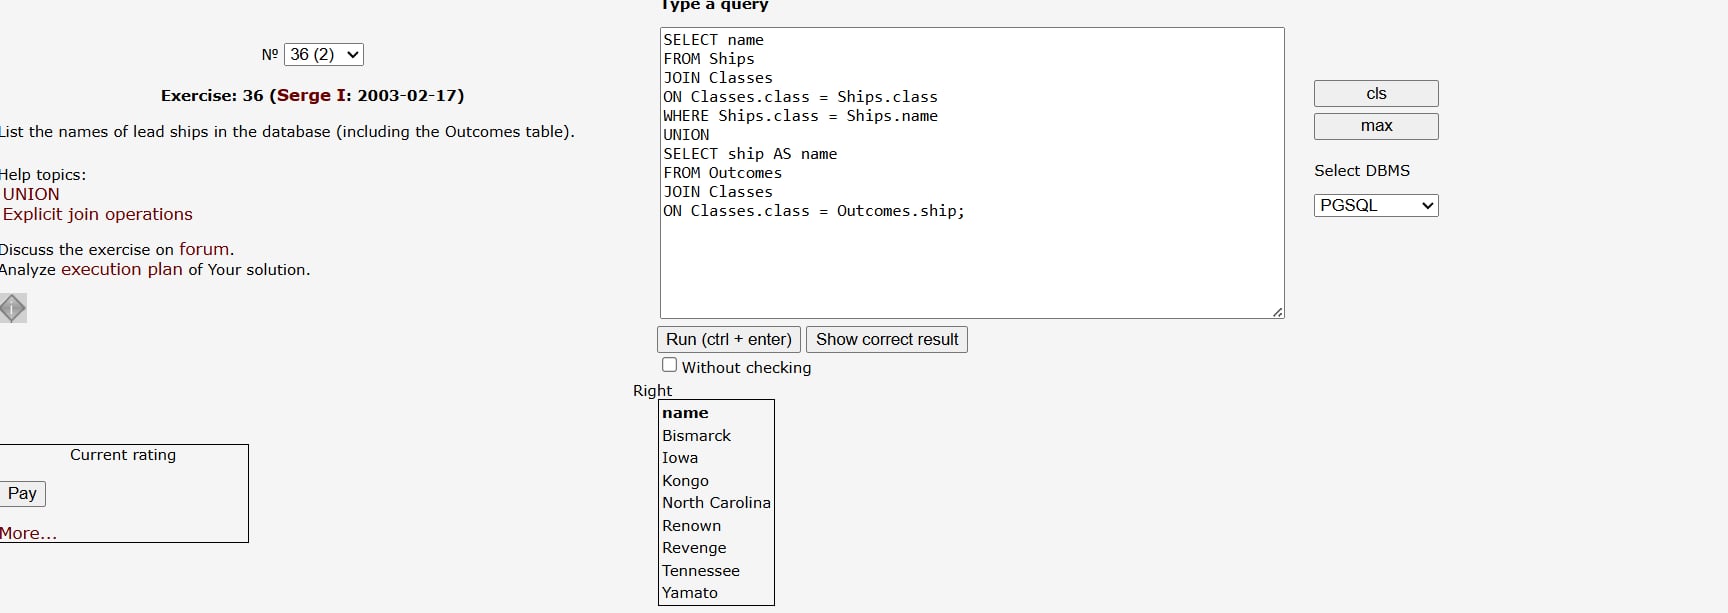 Type a query
№ 36 (2)
Exercise: 36 (Serge I: 2003-02-17)
List the names of lead ships in the database (including the Outcomes table).
Help topics:
UNION
Explicit join operations
Discuss the exercise on forum.
Analyze execution plan of Your solution.
Current rating
Pay
More...
SELECT name
FROM Ships
JOIN Classes
ON Classes.class = Ships.class
WHERE Ships.class = Ships.name
UNION
SELECT ship AS name
FROM Outcomes
JOIN Classes
ON Classes.class = Outcomes.ship;
Run (ctrl + enter) Show correct result
Without checking
Right
name
Bismarck
Iowa
Kongo
North Carolina
Renown
Revenge
Tennessee
Yamato
cls
max
Select DBMS
PGSQL